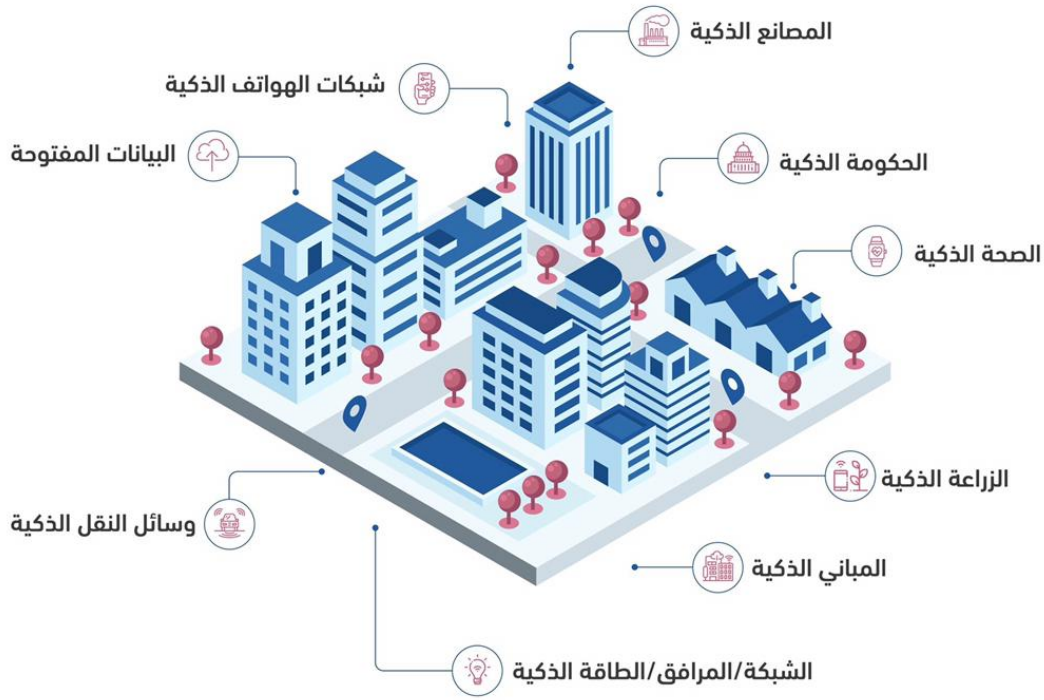 المصانع الذكية
شبكات الهواتف الذكية
البيانات المفتوحة
الحكومة الذكية
الصحة الذكية
الزراعة الذكية
وسائل النقل الذكية
المباني الذكية
الشبكة/المرافق/الطاقة الذكية